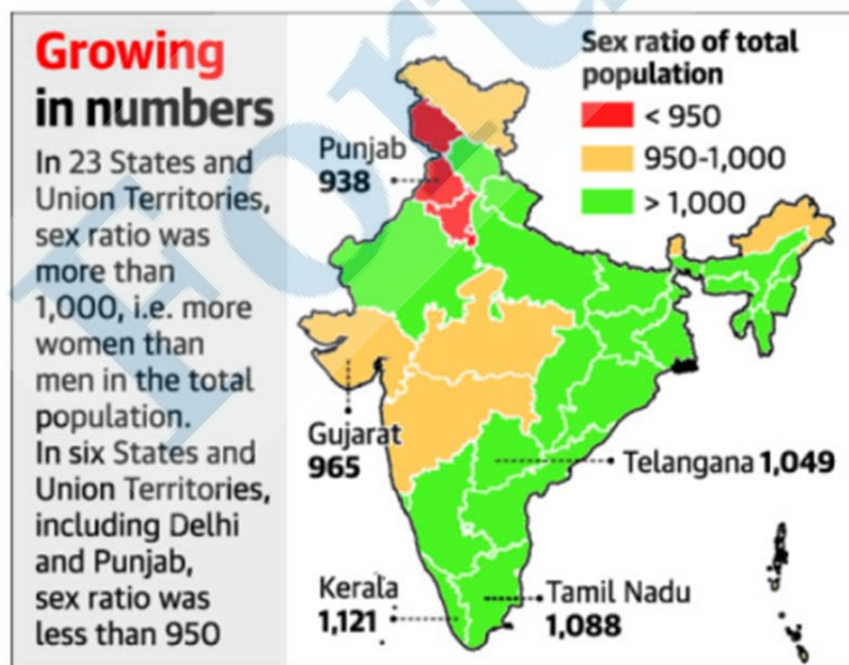 Growing
in numbers
In 23 States and
Union Territories,
sex ratio was
more than
1,000, i.e. more
women than
men in the total
population.
In six States and
Union Territories,
including Delhi
and Punjab,
sex ratio was
less than 950
Sex ratio of total
population
< 950
950-1,000
> 1,000
Punjab
938
Gujarat
965
Telangana 1,049
Kerala
1,121
Tamil Nadu
1,088